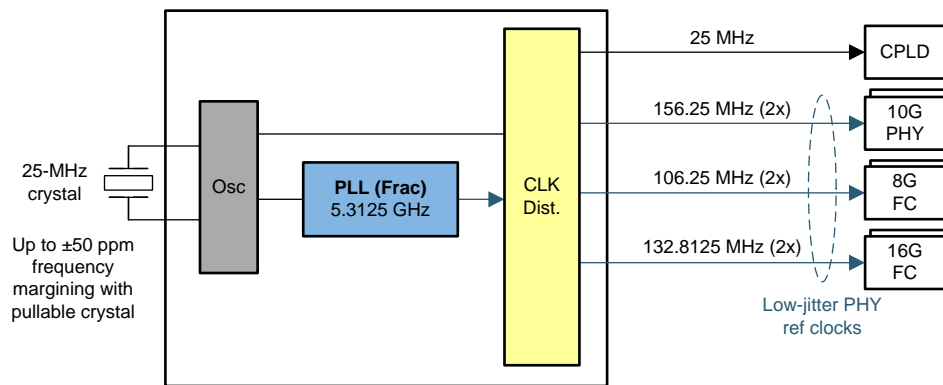 25-MHz
crystal
Up to ±50 ppm
frequency
margining with
pullable crystal
Osc
PLL (Frac)
5.3125 GHz
CLK
Dist.
25 MHz
156.25 MHz (2x)
106.25 MHz (2x)
132.8125 MHz (2x)
Low-jitter PHY
ref clocks
CPLD
10G
PHY
8G
FC
16G
FC